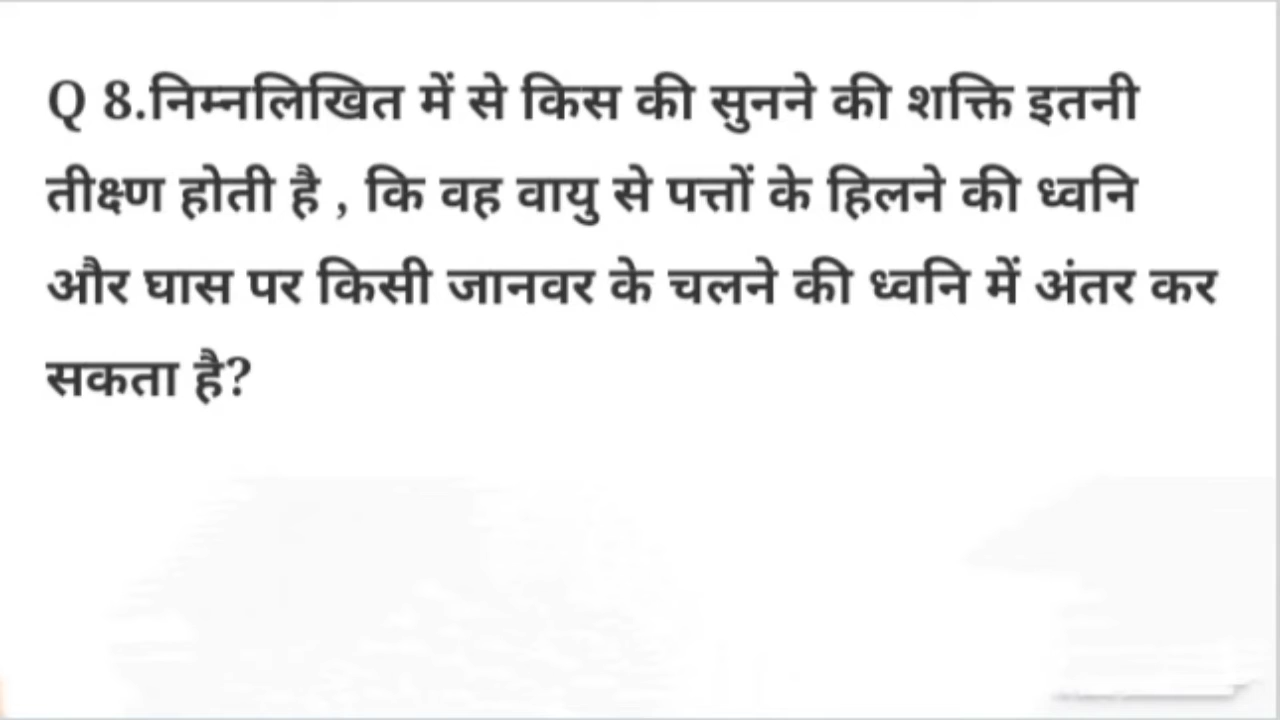 Q 8.निम्नलिखित में से किस की सुनने की शक्ति इतनी
तीक्ष्ण होती है , कि वह वायु से पत्तों के हिलने की ध्वनि
और घास पर किसी जानवर के चलने की ध्वनि में अंतर कर
सकता है?